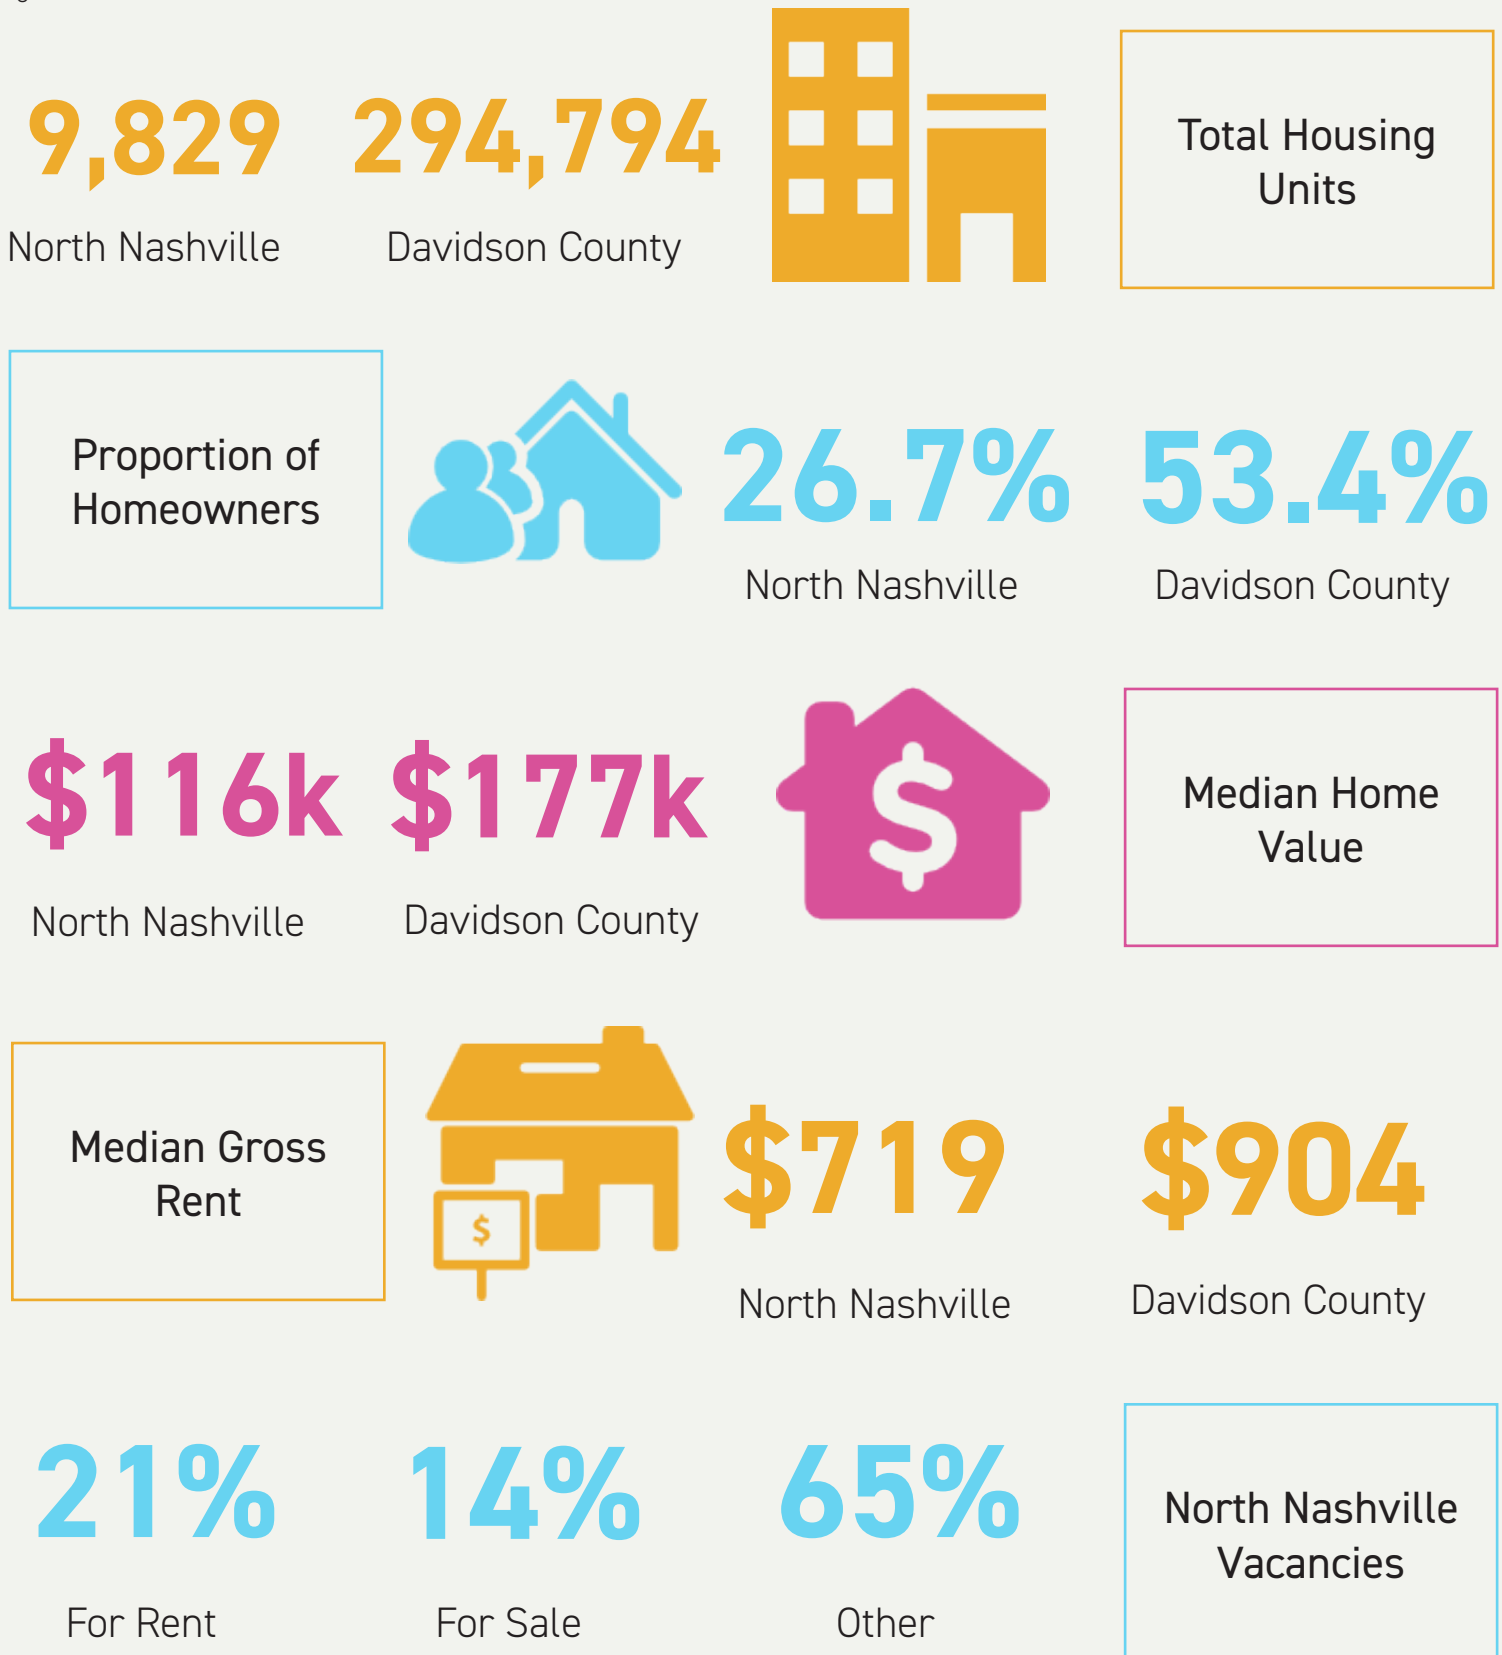 9,829
294,794
North Nashville
Davidson County
Total Housing
Units
Proportion of
Homeowners
26.7%
53.4%
North Nashville
Davidson County
$116k
$177k
North Nashville
Davidson County
$
Median Home
Value
Median Gross
Rent
$
$719
$904
North Nashville
Davidson County
21%
14%
65%
For Rent
For Sale
Other
North Nashville
Vacancies